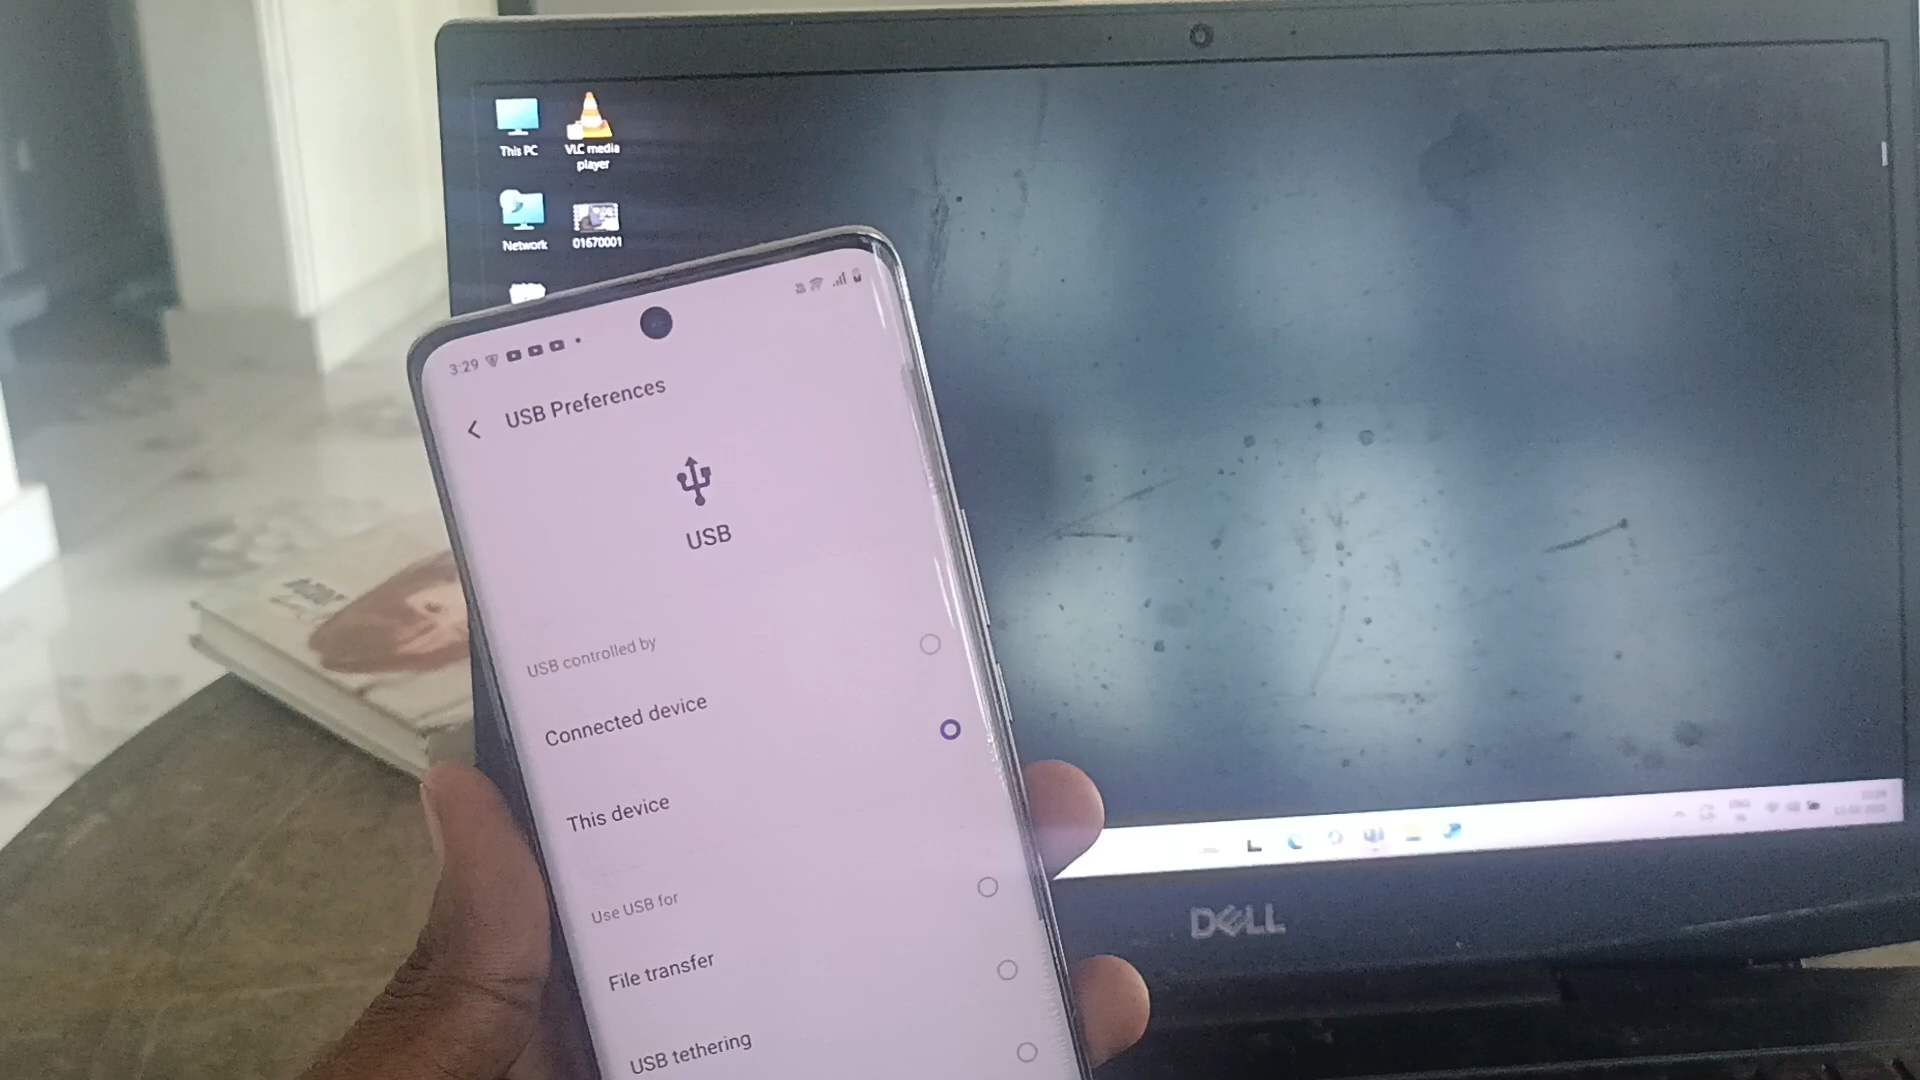 This PC
VLC media
player
Network
01670001
3:29
USB Preferences
USB
USB controlled by
Connected device
This device
Use USB for
File transfer
USB tethering
DELL